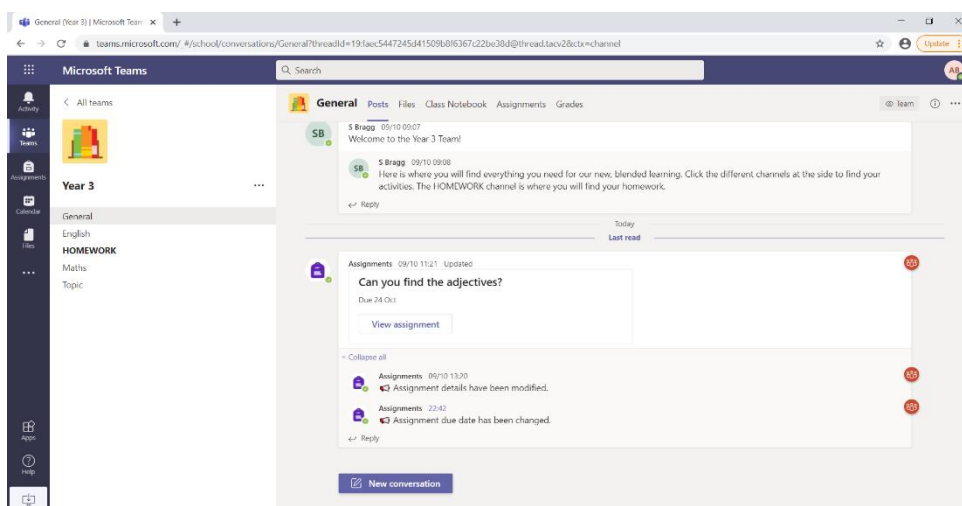 General (Year 3) | Microsoft Team
teams.microsoft.com/_#/school/conversations/General?threadId=19:faec5447245d41509b8f6367c22be38d@thread.tacv2&ctx=channel
Update
Microsoft Teams
Search
AB
Activity
Teams
Assignments
Calendar
Files
Apps
Help
All teams
Year 3
General
English
HOMEWORK
Maths
Topic
General Posts Files Class Notebook Assignments Grades
Team
SB
S Bragg 09/10 09:07
Welcome to the Year 3 Team!
SB
S Bragg 09/10 09:08
Here is where you will find everything you need for our new, blended learning. Click the different channels at the side to find your
activities. The HOMEWORK channel is where you will find your homework.
Reply
Today
Last read
Assignments 09/10 11:21 Updated
Can you find the adjectives?
Due 24 Oct
View assignment
Collapse all
Assignments 09/10 13:20
Assignment details have been modified.
Assignments 22:42
Assignment due date has been changed.
Reply
New conversation